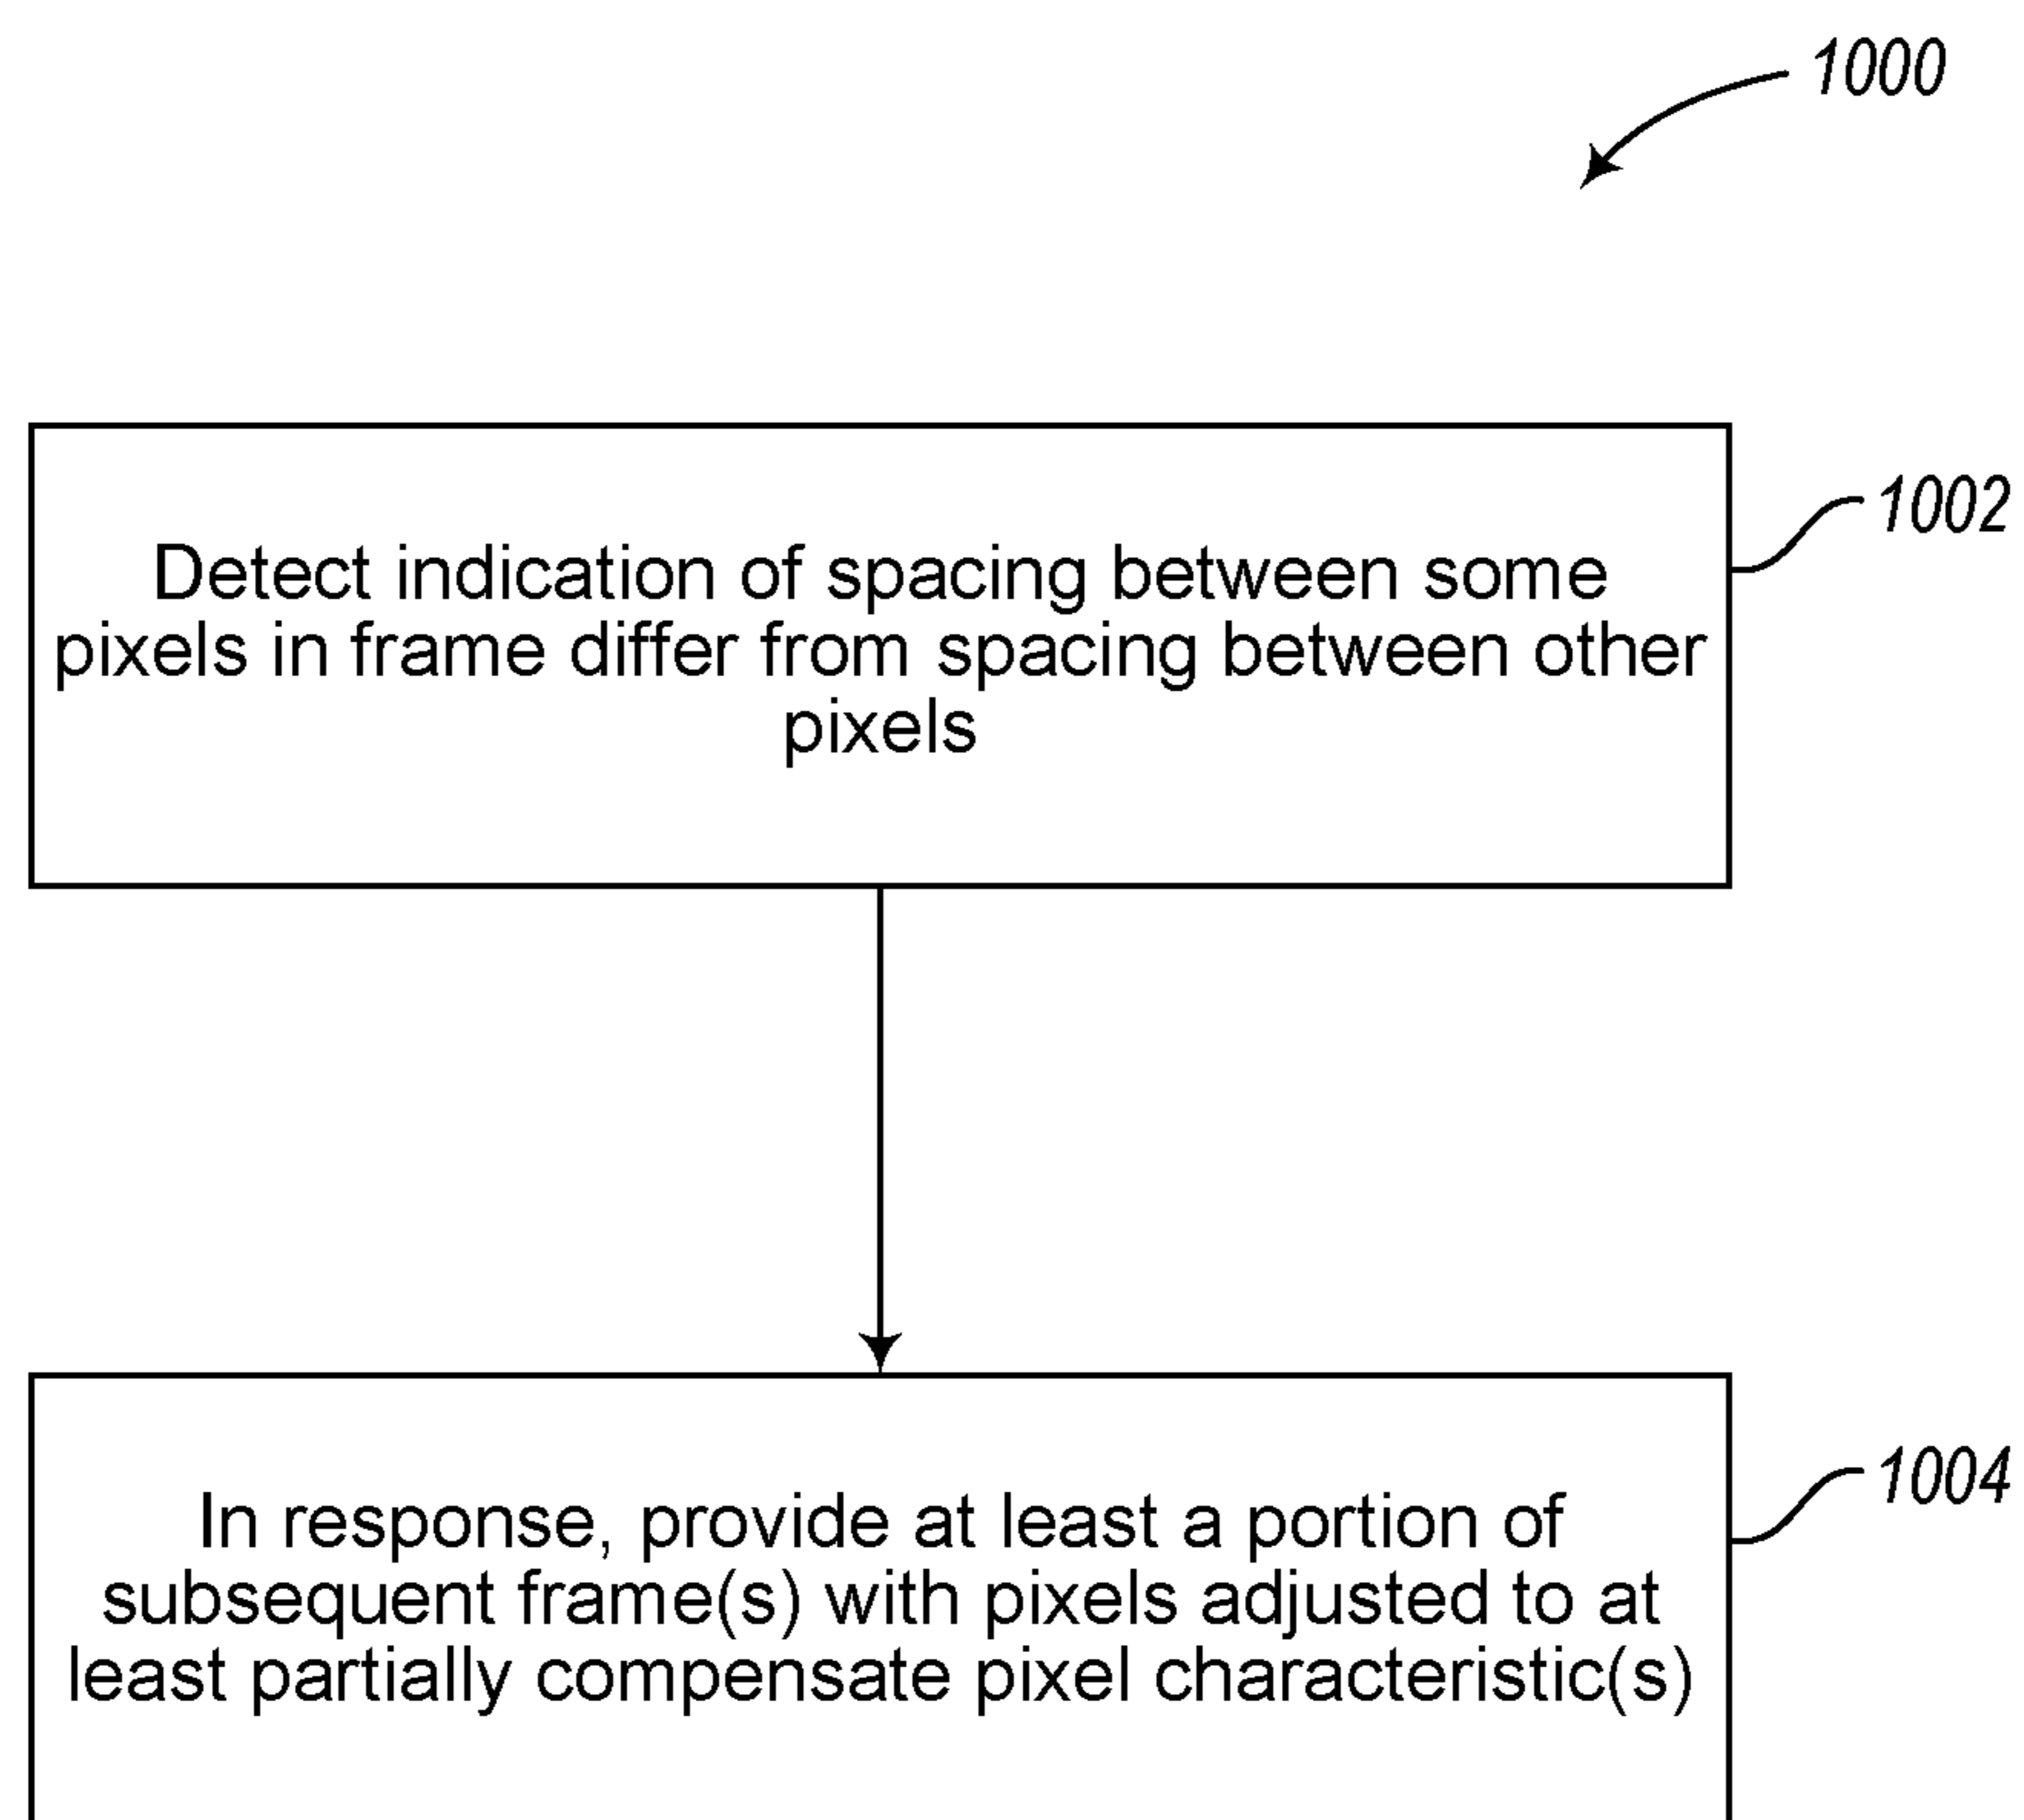 1000
1002
Detect indication of spacing between some
pixels in frame differ from spacing between other
pixels
1004
In response, provide at least a portion of
subsequent frame(s) with pixels adjusted to at
least partially compensate pixel characteristic(s)